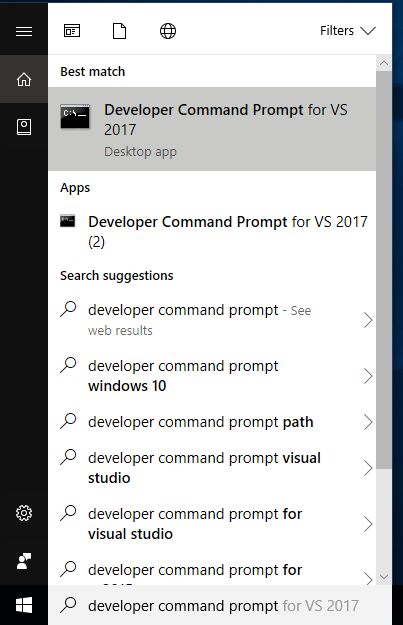 Filters
Best match
Developer Command Prompt for VS
2017
Desktop app
Apps
Developer Command Prompt for VS 2017
(2)
Search suggestions
developer command prompt - See
web results
developer command prompt
windows 10
developer command prompt path
developer command prompt visual
studio
developer command prompt for
visual studio
developer command prompt for
developer command prompt for VS 2017